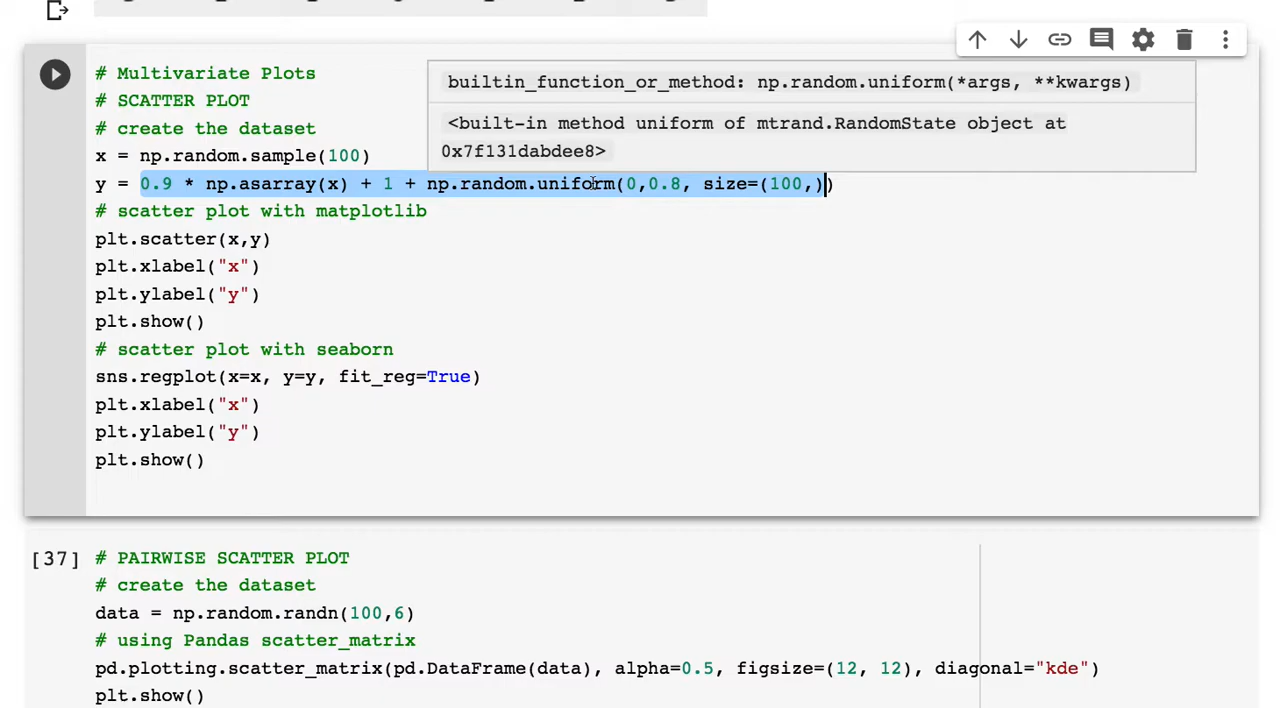 # Multivariate Plots
builtin_function_or_method: np.random.uniform(*args, **kwargs)
# SCATTER PLOT
<built-in method uniform of mtrand.RandomState object at
0x7f131dabdee8>
# create the dataset
x = np.random.sample(100)
y = 0.9 * np.asarray(x) + 1 + np.random.uniform(0,0.8, size=(100,))
# scatter plot with matplotlib
plt.scatter(x,y)
plt.xlabel("x")
plt.ylabel("y")
plt.show()
# scatter plot with seaborn
sns.regplot(x=x, y=y, fit_reg=True)
plt.xlabel("x")
plt.ylabel("y")
plt.show()
[37] # PAIRWISE SCATTER PLOT
# create the dataset
data = np.random.randn(100,6)
# using Pandas scatter_matrix
pd.plotting.scatter_matrix(pd.DataFrame(data), alpha=0.5, figsize=(12, 12), diagonal="kde")
plt.show()